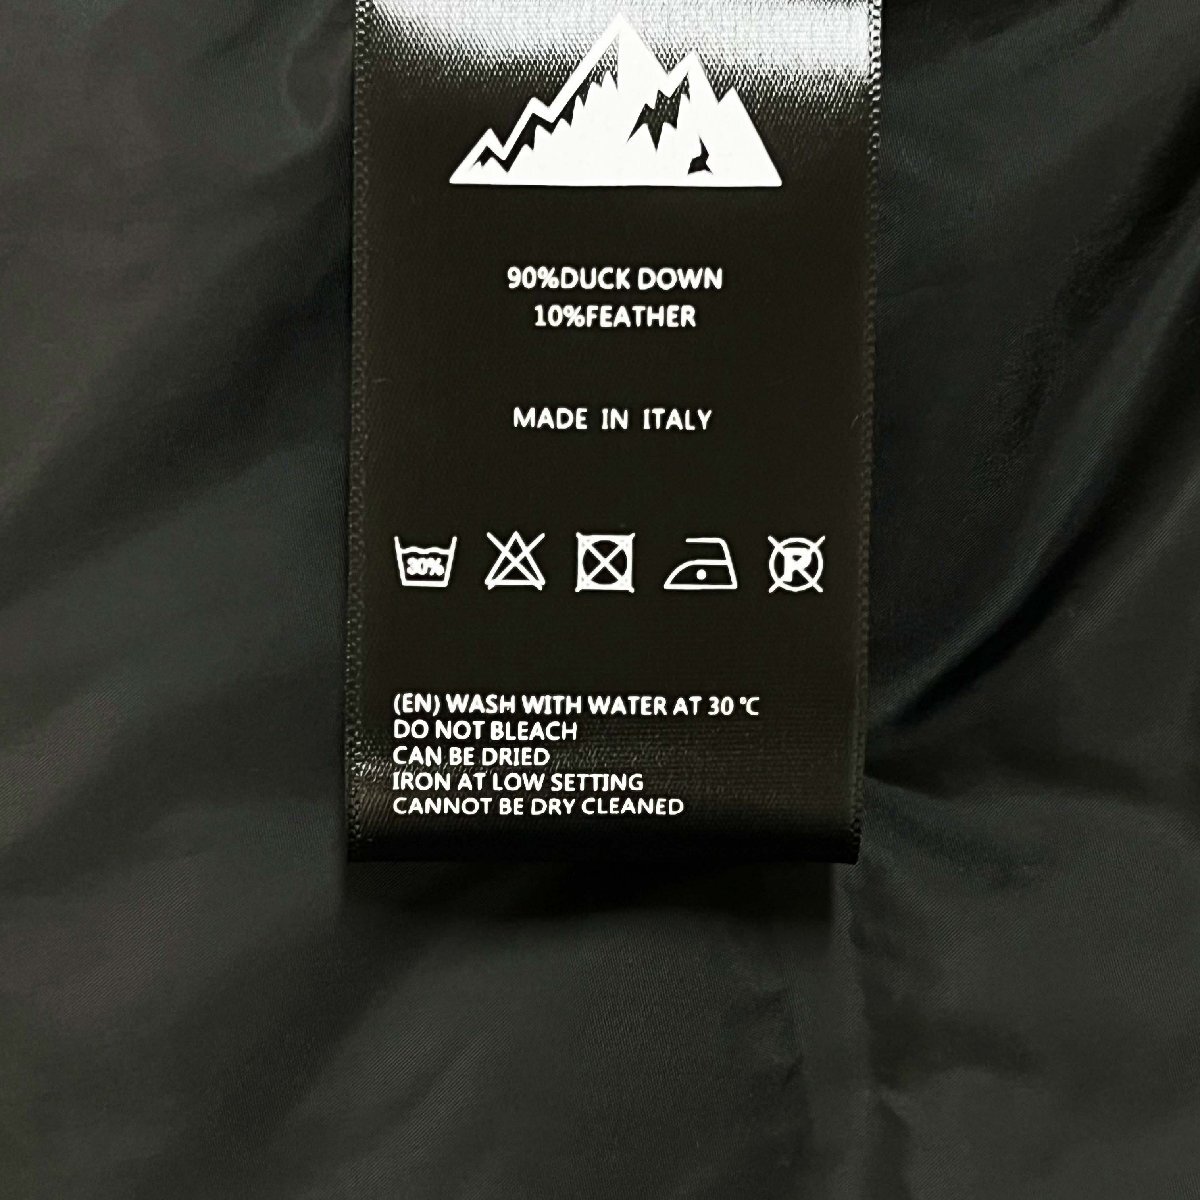 90%DUCK DOWN
10%FEATHER
MADE IN ITALY
30% R
(EN) WASH WITH WATER AT 30 °C
DO NOT BLEACH
CAN BE DRIED
IRON AT LOW SETTING
CANNOT BE DRY CLEANED